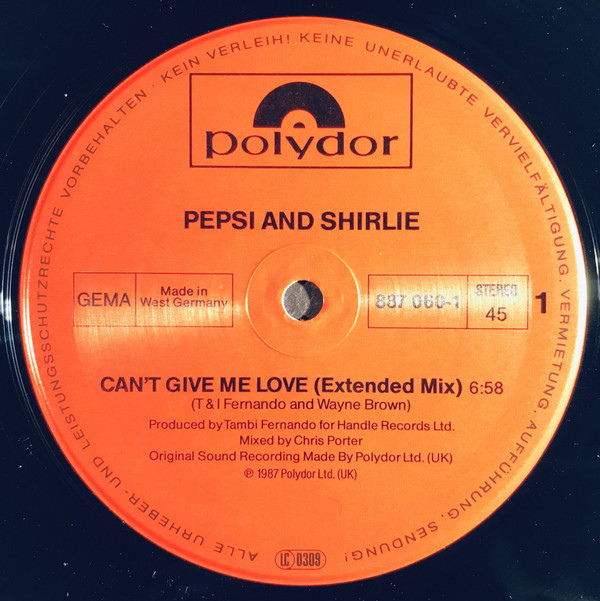 ALLE URHEBER- UND LEISTUNGSSCHUTZRECHTE VORBEHALTEN · KEIN VERLEIH! KEINE UNERLAUBTE VERVIELFÄLTIGUNG, VERMIETUNG, AUFFÜHRUNG, SENDUNG!
polydor
PEPSI AND SHIRLIE
GEMA
Made in
West Germany
887 060-1
STEREO
45
1
CAN'T GIVE ME LOVE (Extended Mix) 6:58
(T & I Fernando and Wayne Brown)
Produced by Tambi Fernando for Handle Records Ltd.
Mixed by Chris Porter
Original Sound Recording Made By Polydor Ltd. (UK)
℗ 1987 Polydor Ltd. (UK)
LC 0309